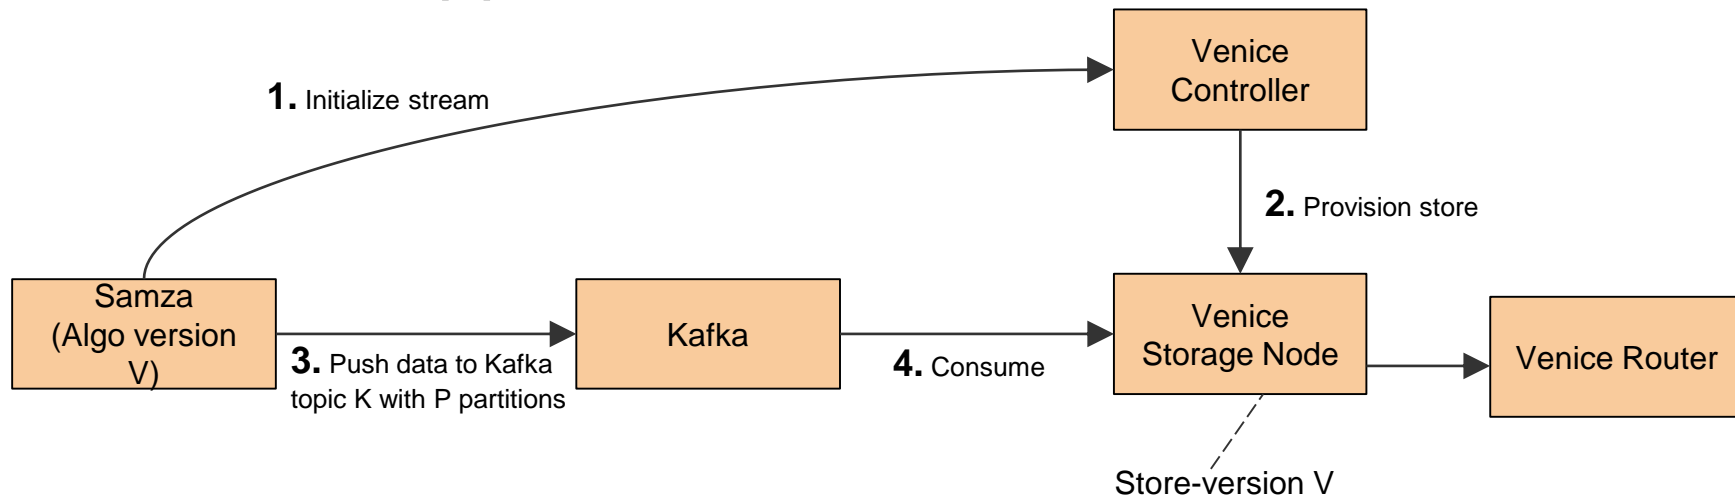 Venice
Controller
1. Initialize stream
2. Provision store
Samza
(Algo version
V)
3. Push data to Kafka
topic K with P partitions
Kafka
4. Consume
Venice
Storage Node
Venice Router
Store-version V